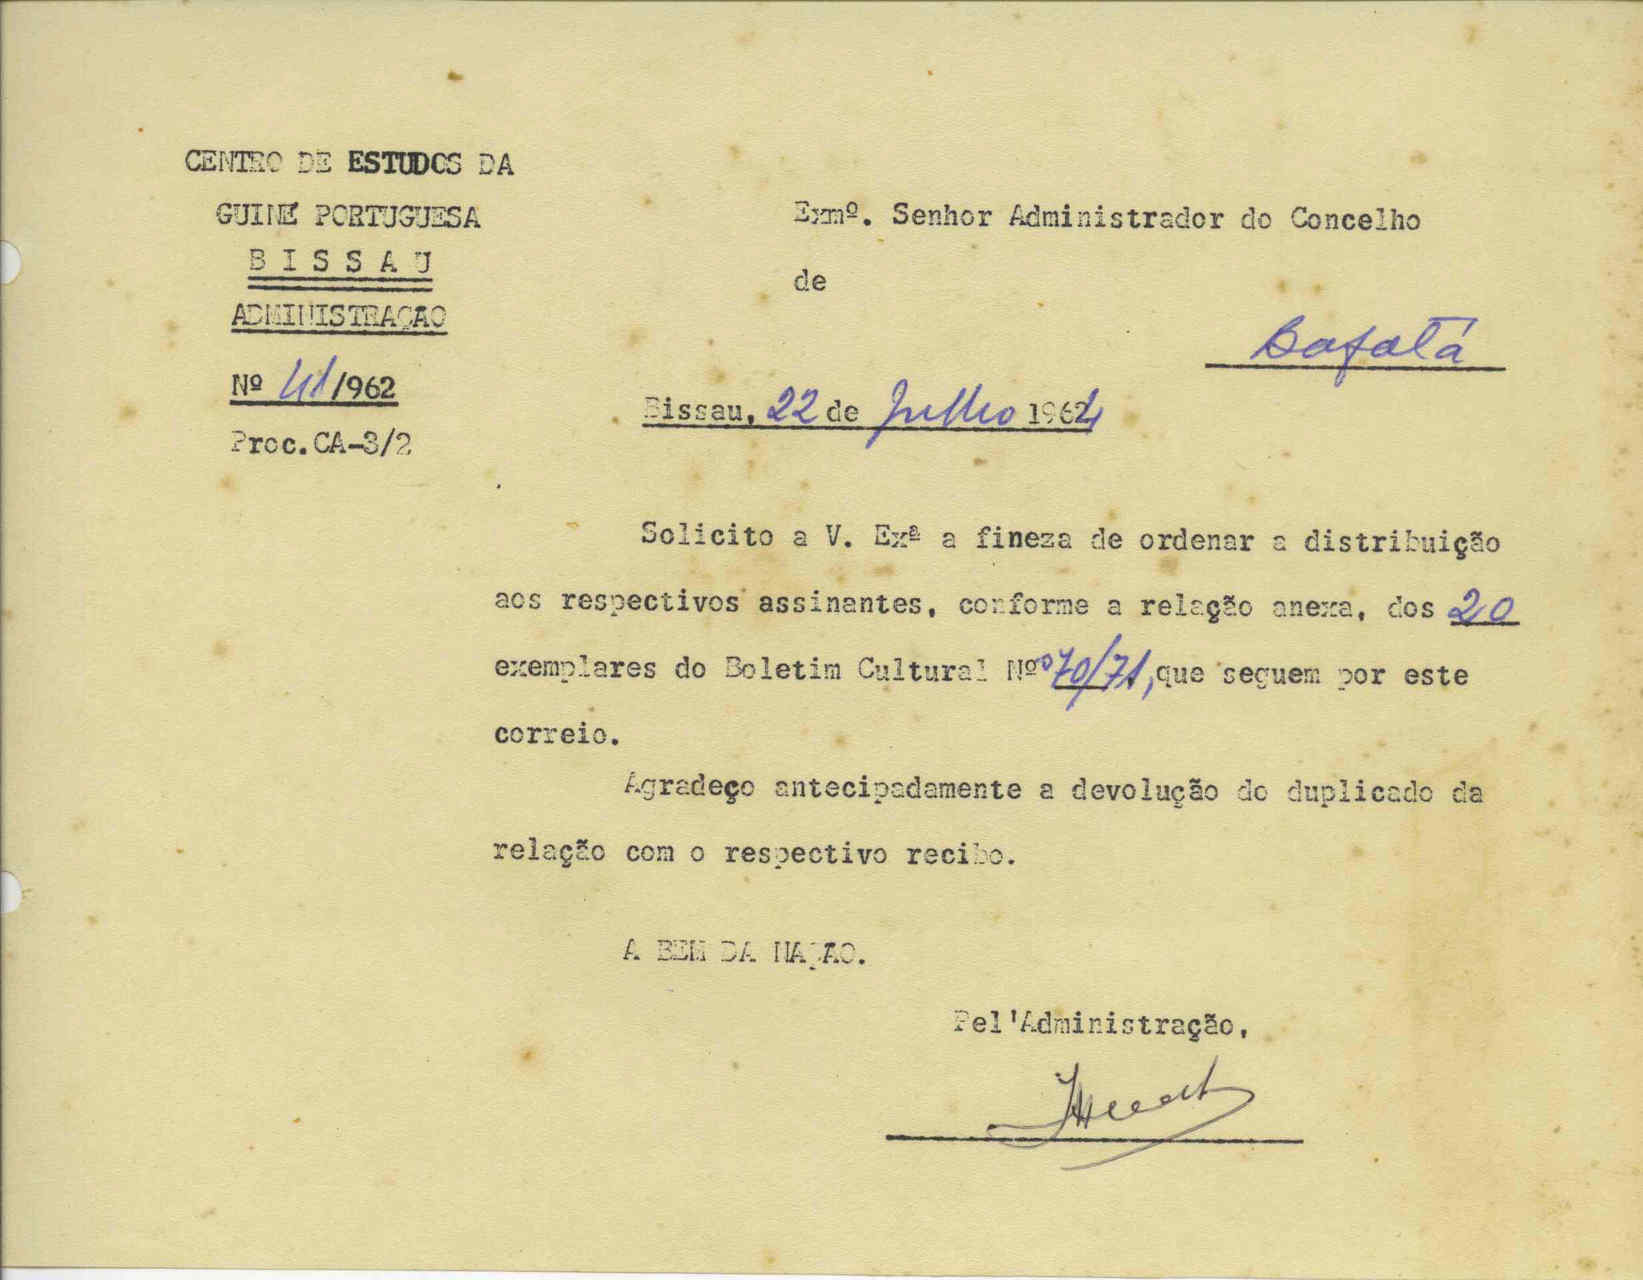 CENTRO DE ESTUDOS DA
GUINÉ PORTUGUESA
B I S S A U
ADMINISTRAÇÃO
Nº 41/962
Proc.CA-3/2
Exmº. Senhor Administrador do Concelho
de
Bafatá
Bissau, 22 de Julho 1964
Solicito a V. Exª a fineza de ordenar a distribuição
aos respectivos assinantes, conforme a relação anexa, dos 20
exemplares do Boletim Cultural Nºº 70/71, que seguem por este
correio.
Agradeço antecipadamente a devolução do duplicado da
relação com o respectivo recibo.
A BEM DA NAÇÃO.
Pel'Administração,